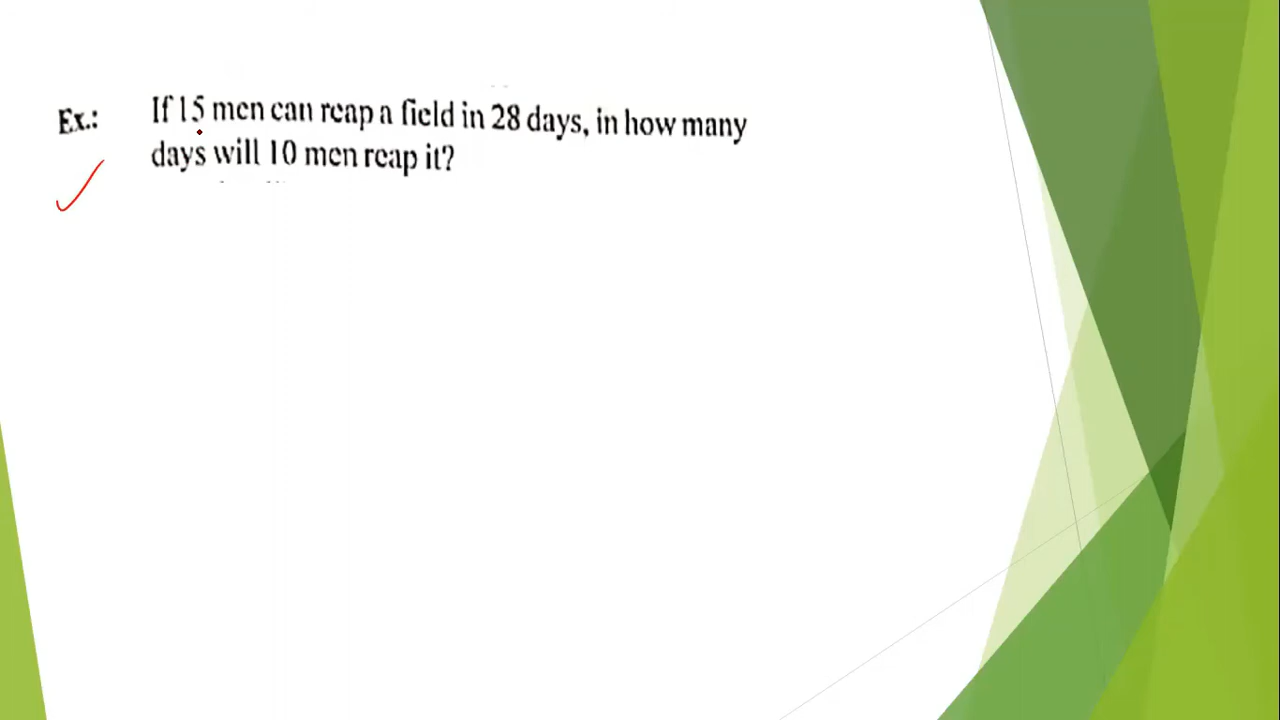 Ex.: If 15 men can reap a field in 28 days, in how many
days will 10 men reap it?